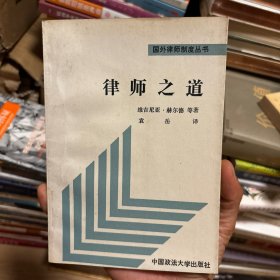 国外律师制度丛书
律师之道
维吉尼亚·赫尔德 等著
袁岳 译
中国政法大学出版社